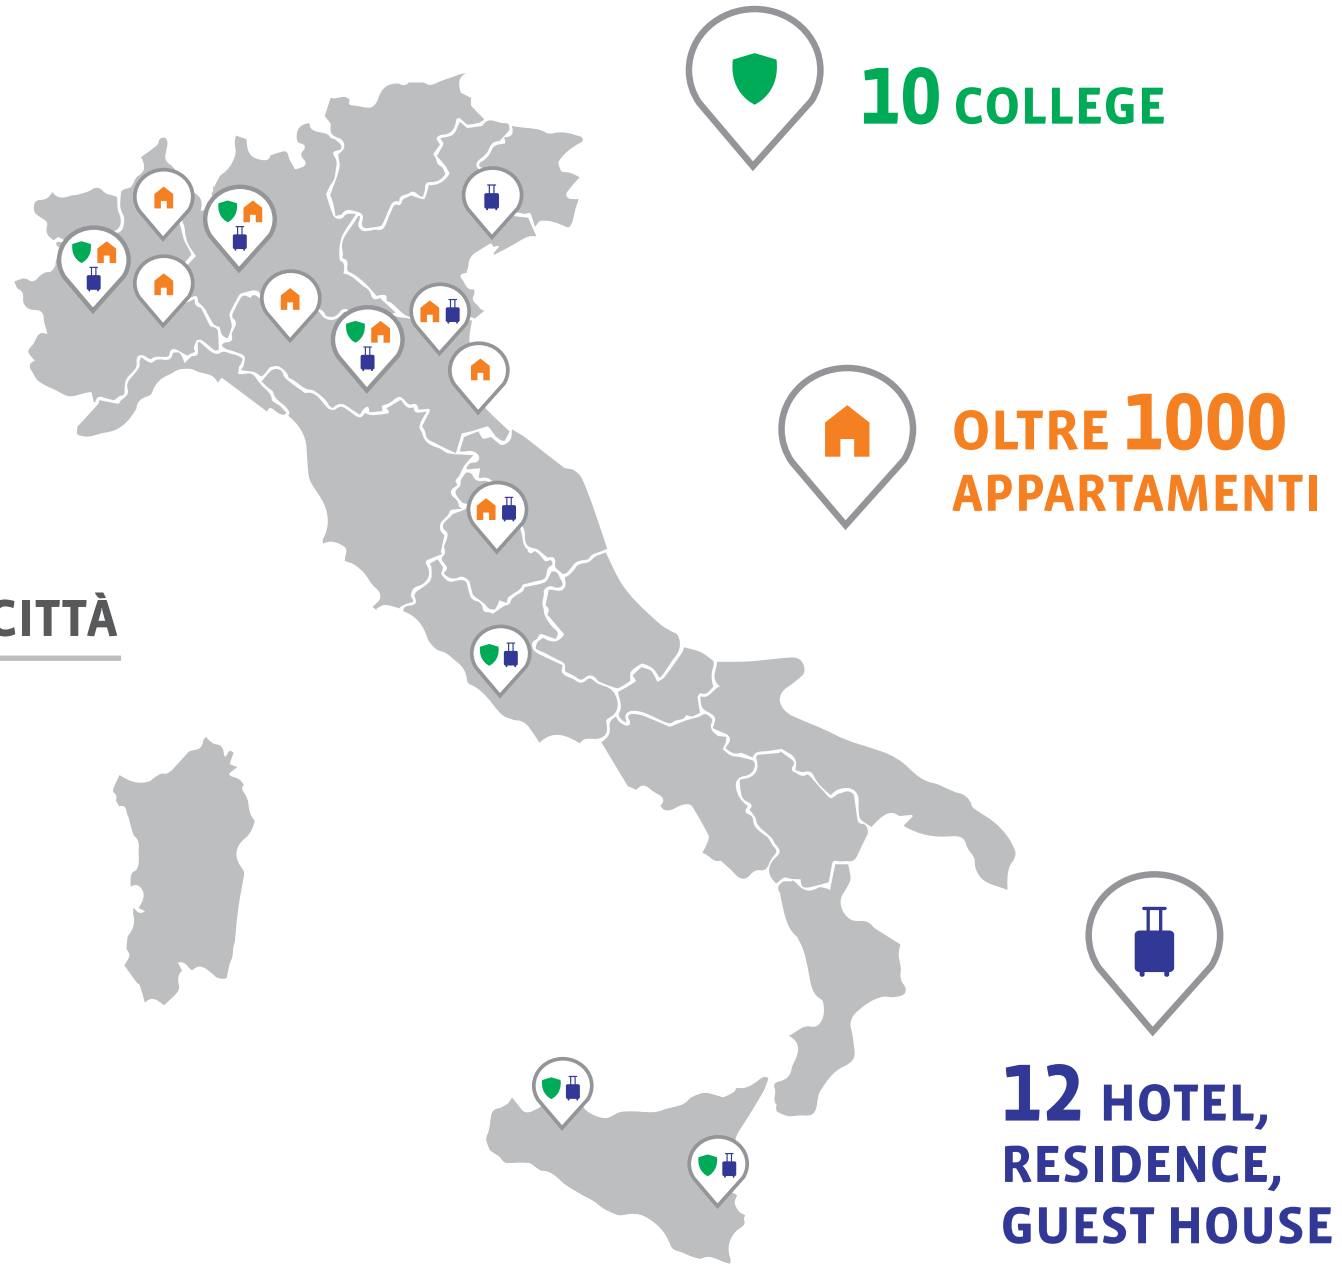 10 COLLEGE
OLTRE 1000
APPARTAMENTI
CITTÀ
12 HOTEL,
RESIDENCE,
GUEST HOUSE